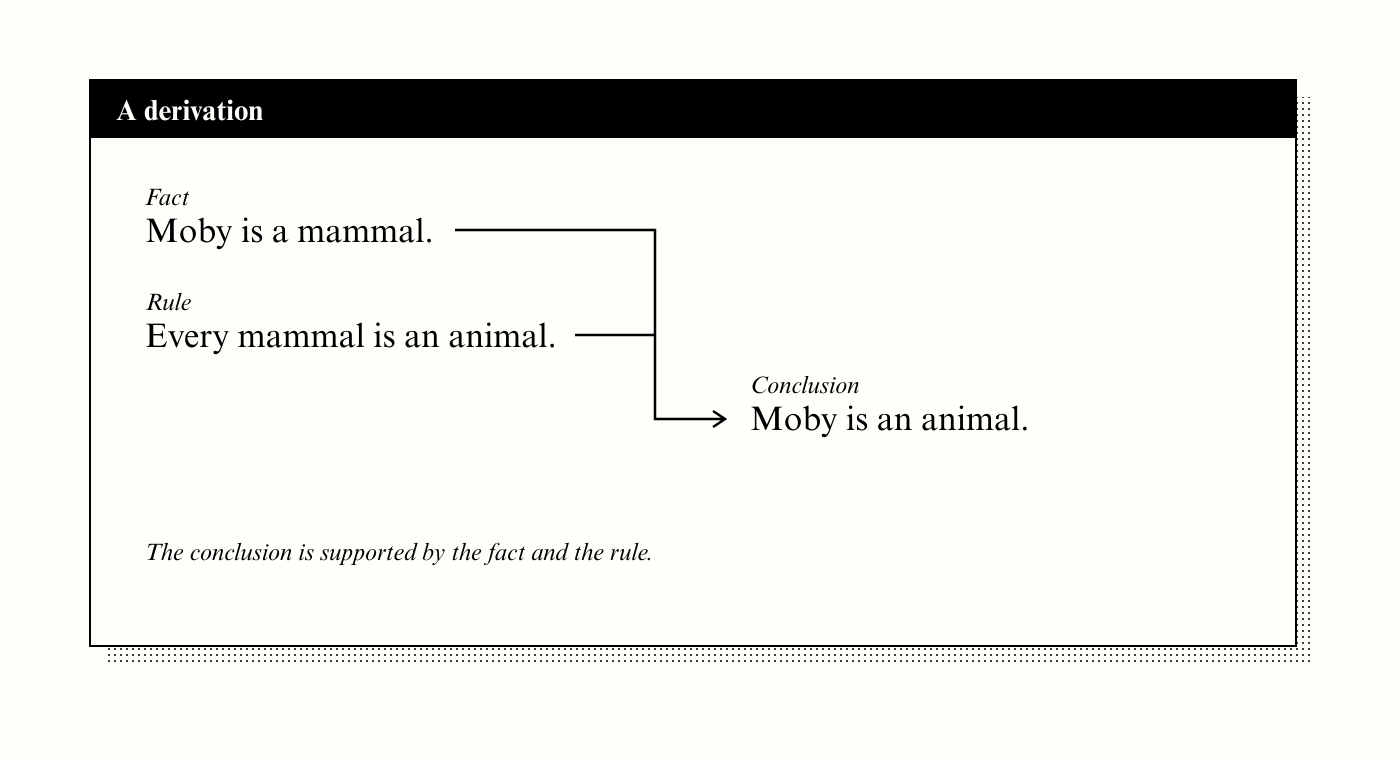 A derivation
Fact
Moby is a mammal.
Rule
Every mammal is an animal.
Conclusion
Moby is an animal.
The conclusion is supported by the fact and the rule.